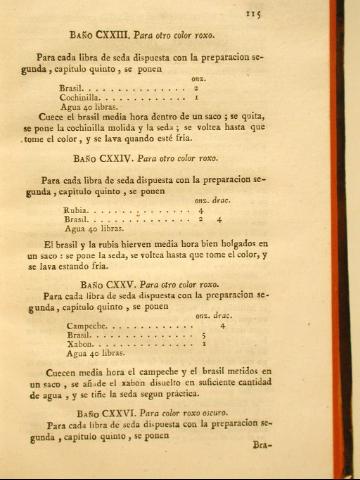 115
BAÑO CXXIII. Para otro color roxo.
Para cada libra de seda dispuesta con la preparacion se-
gunda, capitulo quinto, se ponen
onz.
Brasil. . . . . . . . . . . . . . . 2
Cochinilla. . . . . . . . . . . . . 1
Agua 40 libras.
Cuece el brasil media hora dentro de un saco; se quita,
se pone la cochinilla molida y la seda; se voltea hasta que
tome el color, y se lava quando esté fria.
BAÑO CXXIV. Para otro color roxo.
Para cada libra de seda dispuesta con la preparacion se-
gunda, capitulo quinto, se ponen
onz. drac.
Rubia. . . . . . . . . . . . . . . 4
Brasil. . . . . . . . . . . . . . . 2 4
Agua 40 libras.
El brasil y la rubia hierven media hora bien holgados en
un saco: se pone la seda, se voltea hasta que tome el color, y
se lava estando fria.
BAÑO CXXV. Para otro color roxo.
Para cada libra de seda dispuesta con la preparacion se-
gunda, capitulo quinto, se ponen
onz. drac.
Campeche. . . . . . . . . . . . . 4
Brasil. . . . . . . . . . . . . . . 5
Xabon. . . . . . . . . . . . . . . 1
Agua 40 libras.
Cuecen media hora el campeche y el brasil metidos en
un saco, se añade el xabon disuelto en suficiente cantidad
de agua, y se tiñe la seda segun práctica.
BAÑO CXXVI. Para color roxo oscuro.
Para cada libra de seda dispuesta con la preparacion se-
gunda, capitulo quinto, se ponen
Bra-